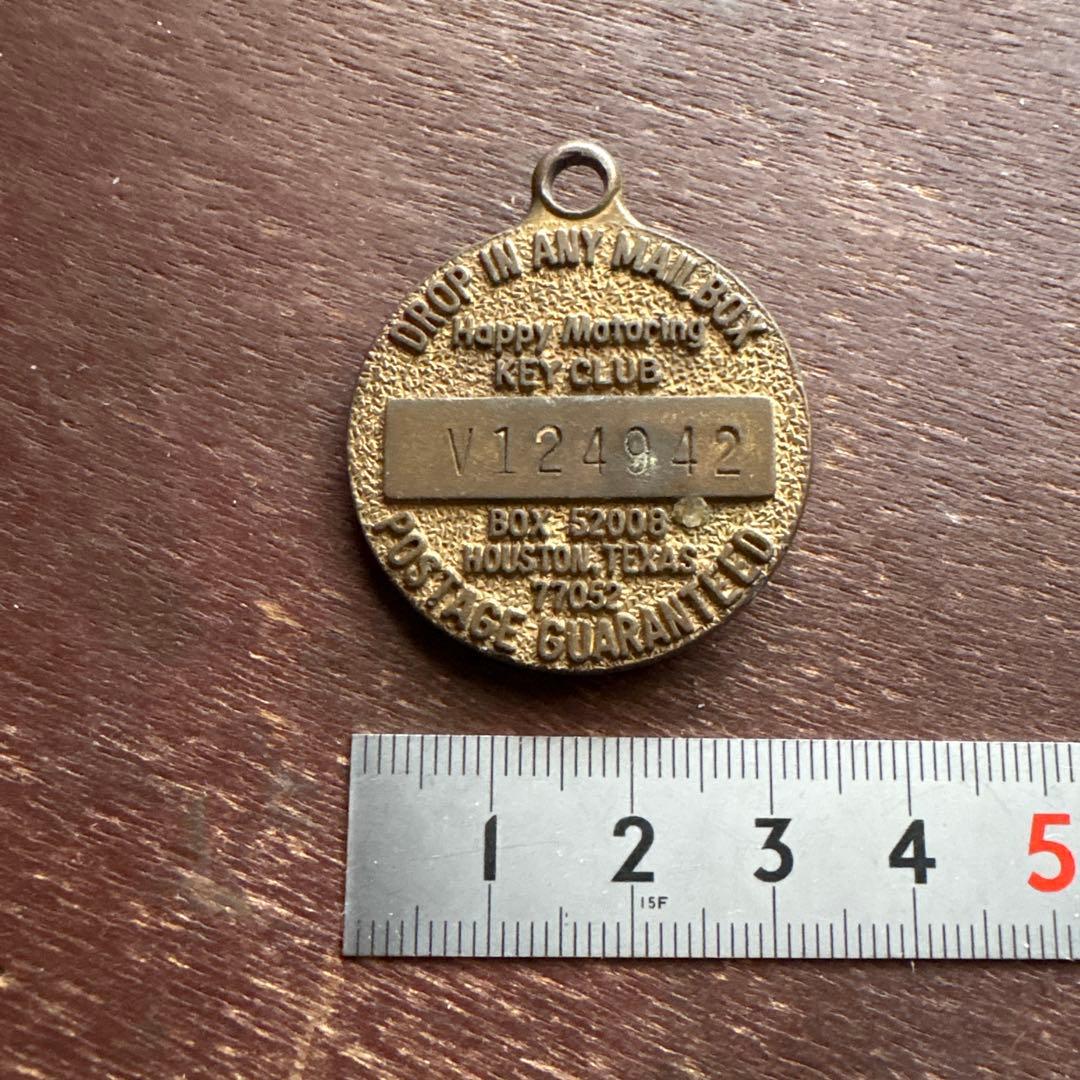 DROP IN ANY MAILBOX
Happy Motoring
KEY CLUB
V124942
BOX 52008
HOUSTON, TEXAS
77052
POSTAGE GUARANTEED
1 2 3 4 5
15F